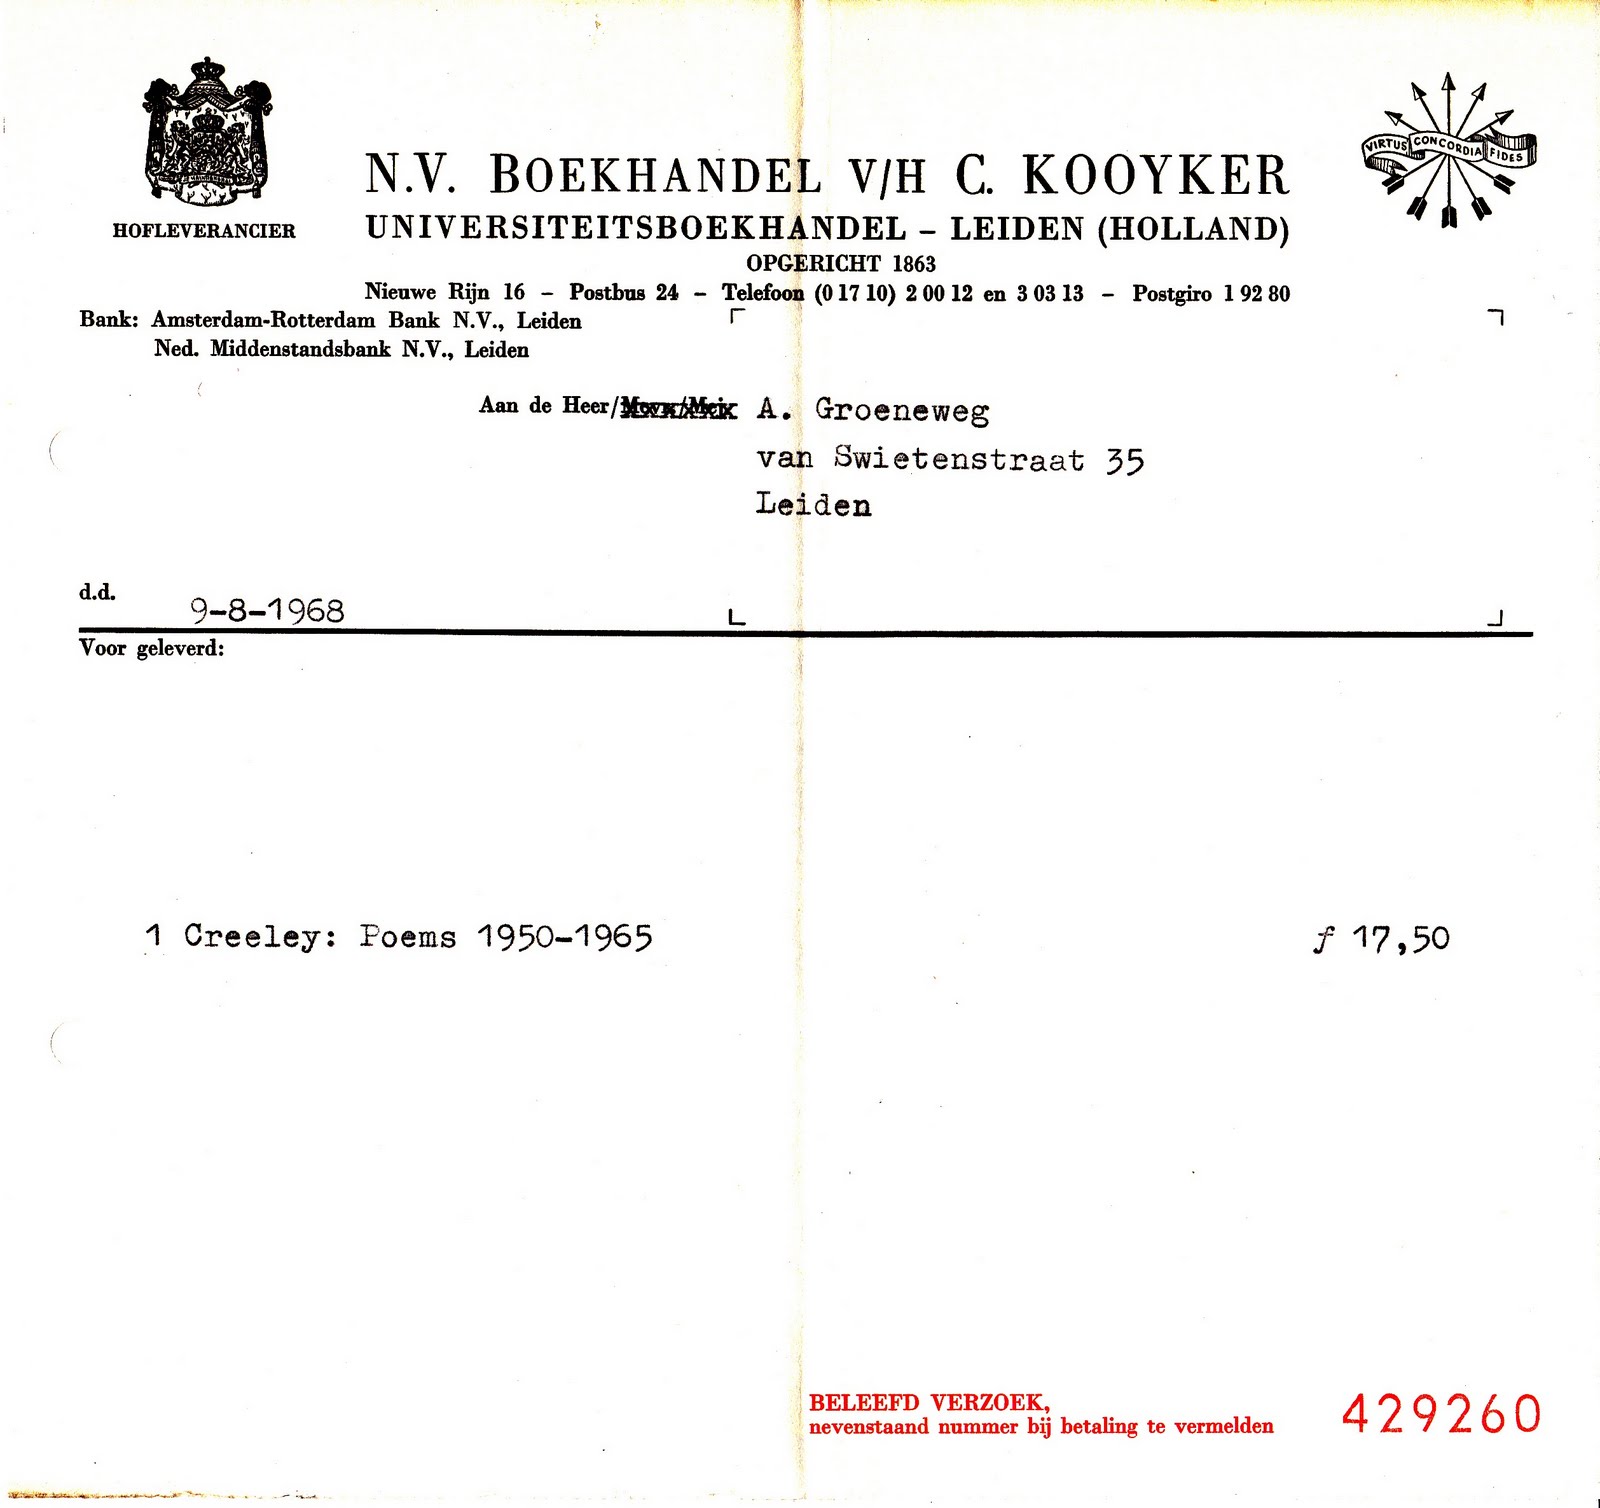 HOFLEVERANCIER
N.V. BOEKHANDEL V/H C. KOOYKER
VIRTUS CONCORDIA FIDES
UNIVERSITEITSBOEKHANDEL – LEIDEN (HOLLAND)
OPGERICHT 1863
Nieuwe Rijn 16 – Postbus 24 – Telefoon (0 17 10) 2 00 12 en 3 03 13 – Postgiro 1 92 80
Bank: Amsterdam-Rotterdam Bank N.V., Leiden
Ned. Middenstandsbank N.V., Leiden
Aan de Heer/ A. Groeneweg
van Swietenstraat 35
Leiden
d.d. 9-8-1968
Voor geleverd:
1 Creeley: Poems 1950-1965 ƒ 17,50
BELEEFD VERZOEK,
nevenstaand nummer bij betaling te vermelden 429260